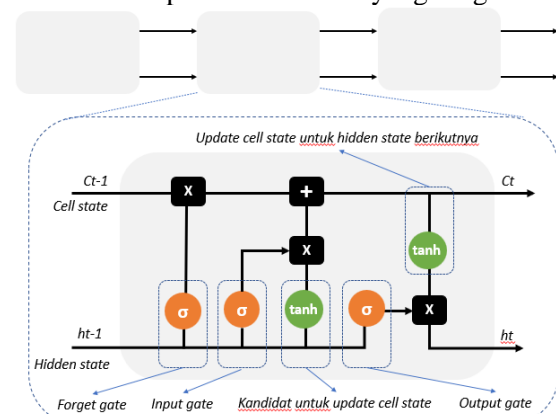 Update cell state untuk hidden state berikutnya
Ct-1
Cell state
X
+
Ct
X
tanh
σ
σ
tanh
σ
X
ht-1
Hidden state
ht
Forget gate
Input gate
Kandidat untuk update cell state
Output gate